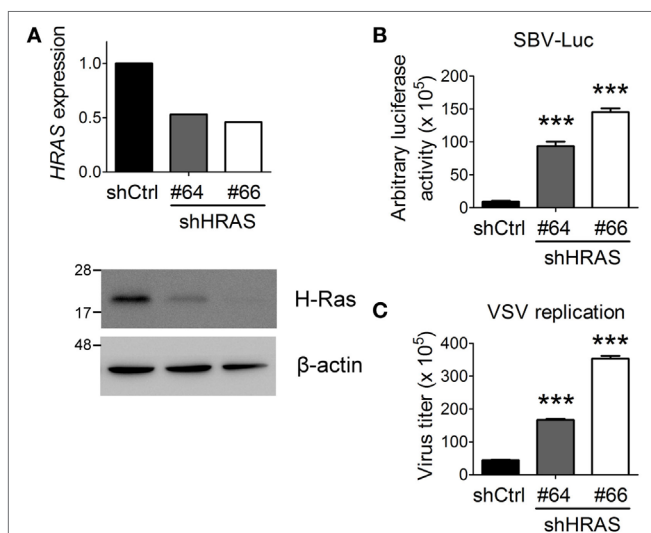 A
HRAS expression
1.0
0.5
0.0
shCtrl #64 #66
shHRAS
28
17
H-Ras
48
β-actin
B
SBV-Luc
Arbitrary luciferase
activity (x 10⁵)
200
150
100
50
0
***
***
shCtrl #64 #66
shHRAS
C
VSV replication
Virus titer (x 10⁵)
400
300
200
100
0
***
***
shCtrl #64 #66
shHRAS